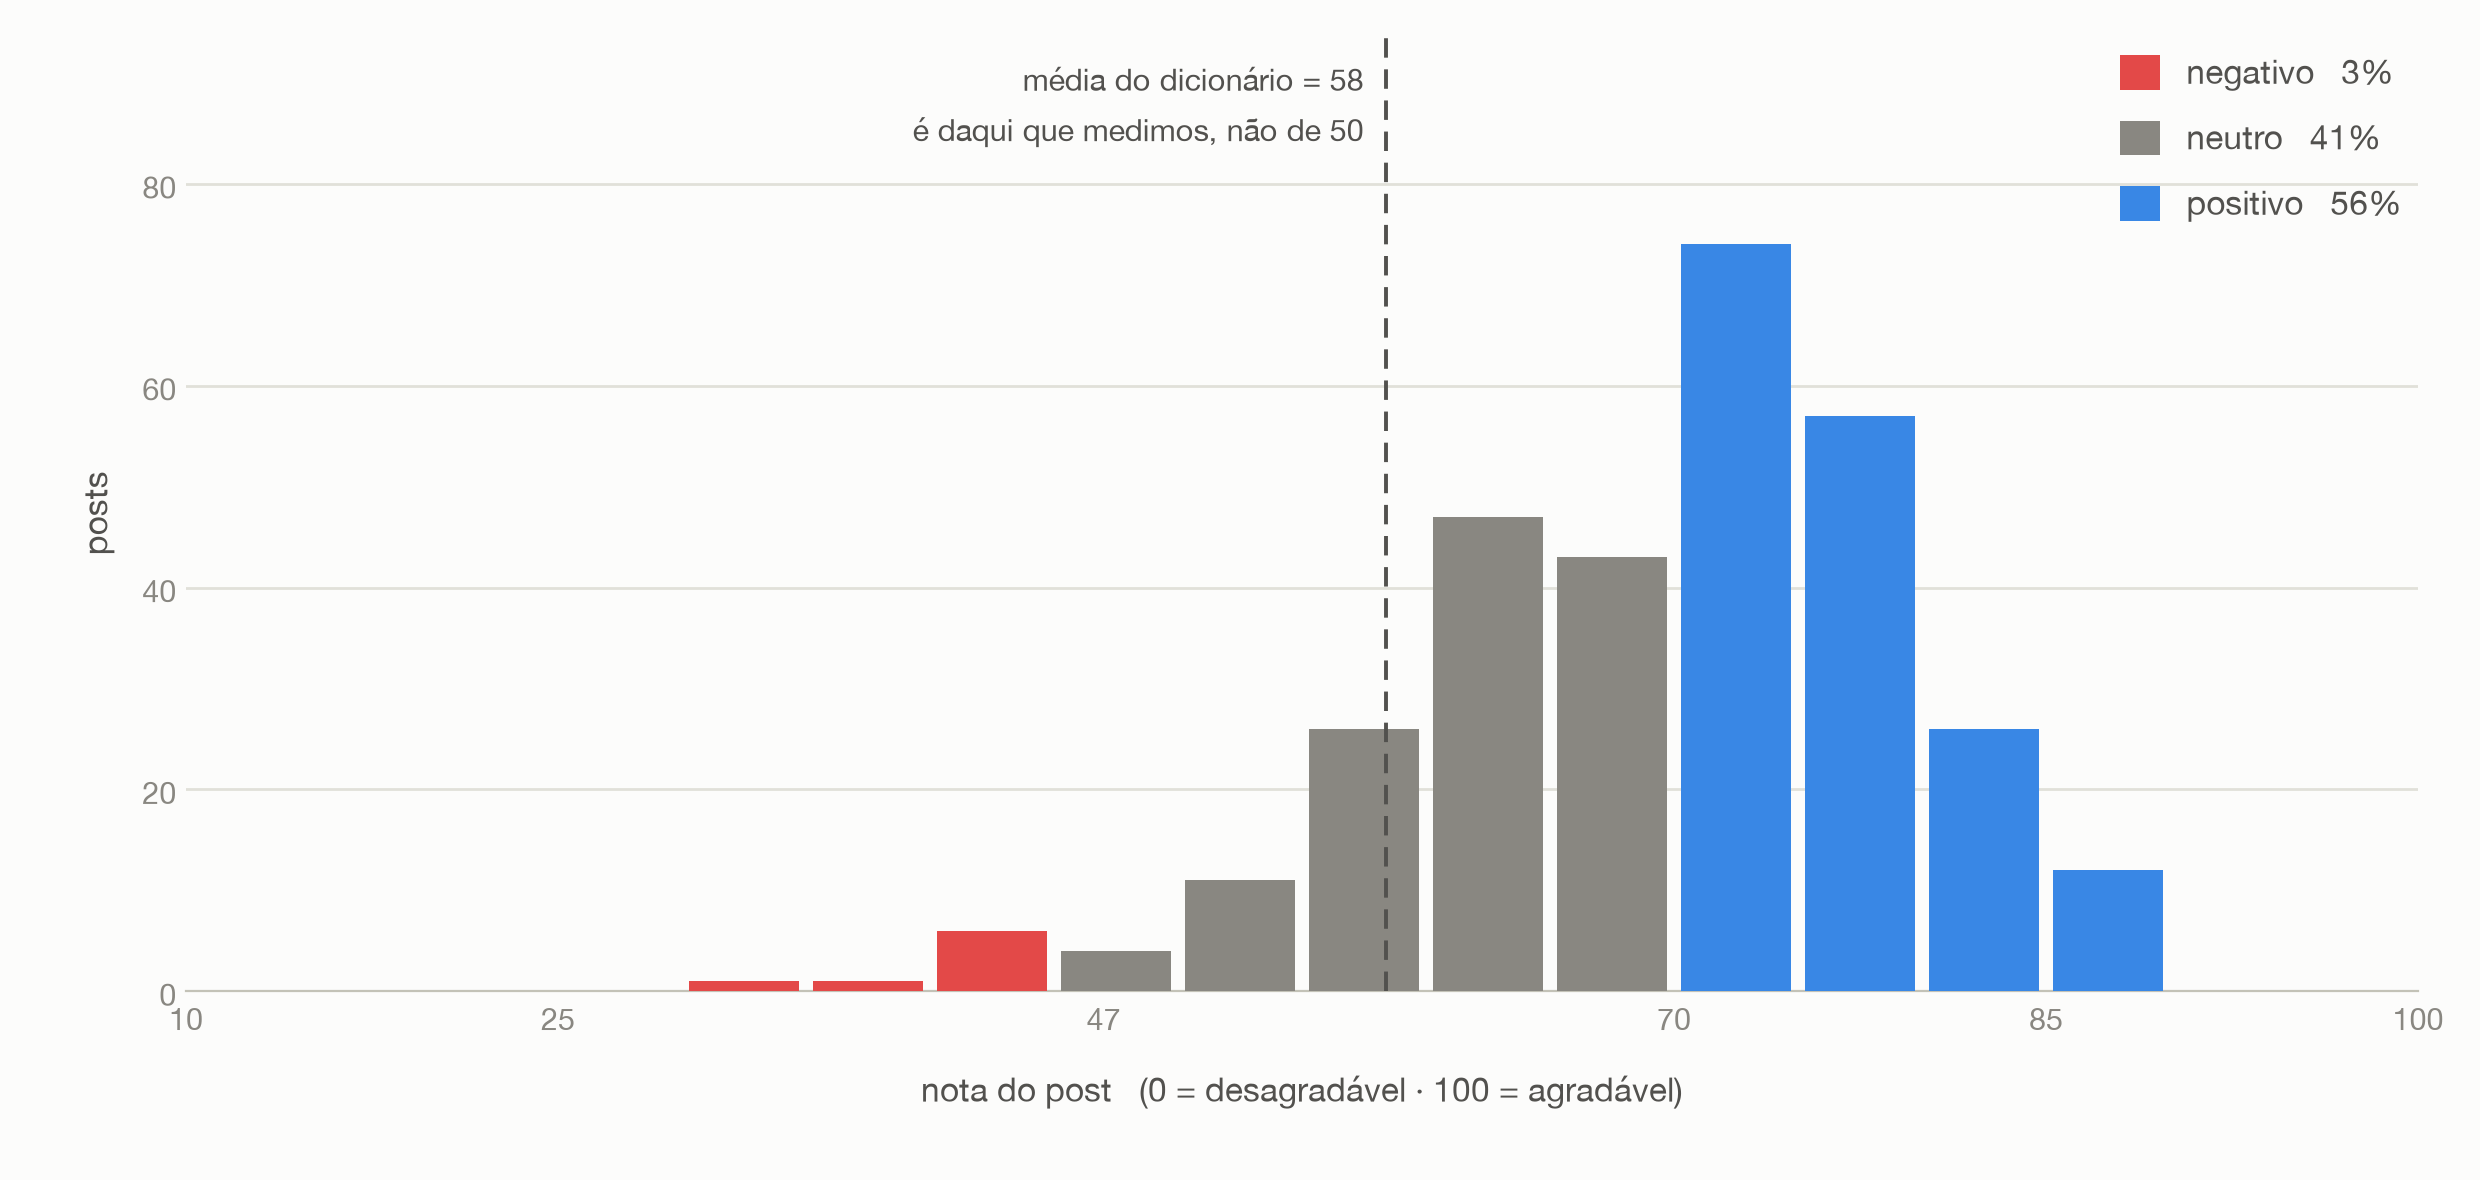 média do dicionário = 58
é daqui que medimos, não de 50
negativo 3%
neutro 41%
positivo 56%
80
60
40
20
0
posts
10 25 47 70 85 100
nota do post (0 = desagradável · 100 = agradável)